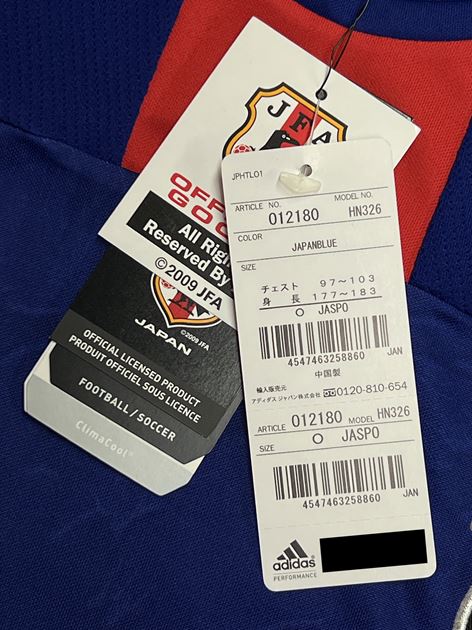 JFA
OFFI
GOO
All Rig
Reserved By
©2009 JFA
©2009 JFA
JAPAN
OFFICIAL LICENSED PRODUCT
PRODUIT OFFICIEL SOUS LICENCE
FOOTBALL/SOCCER
ClimaCool®
JPHTLO1
ARTICLE NO. 012180 MODEL NO. HN326
COLOR
JAPANBLUE
SIZE
チェスト 97～103
身 長 177～183
O JASPO
4547463258860 JAN
中国製
輸入販売元
アディダス ジャパン株式会社 0120-810-654
ARTICLE 012180 MODEL HN326
SIZE O JASPO
4547463258860 JAN
adidas
PERFORMANCE